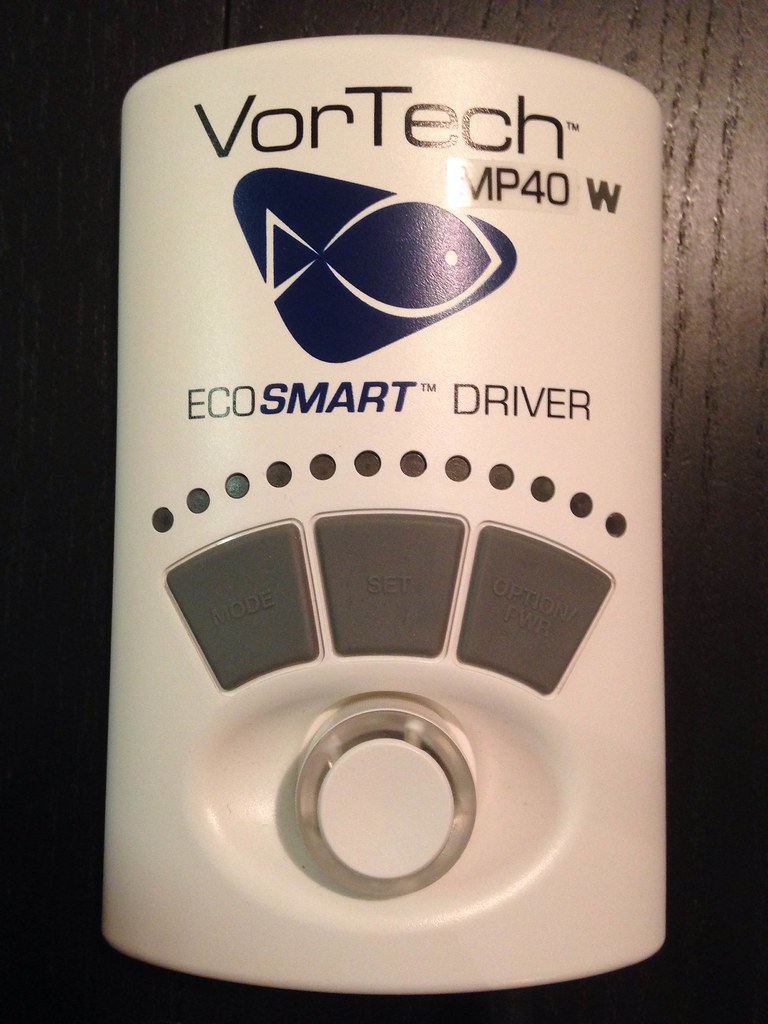 VorTech™
MP40 W
ECOSMART™ DRIVER
MODE SET OPTION/
PWR